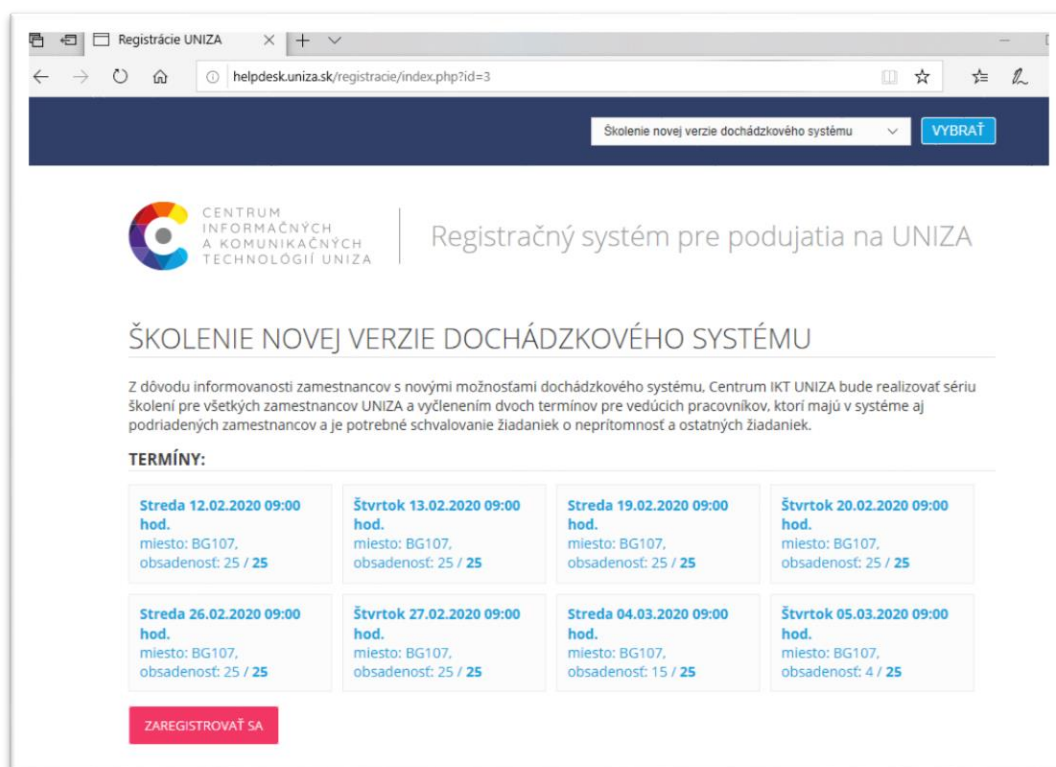 Registrácie UNIZA
helpdesk.uniza.sk/registracie/index.php?id=3
Školenie novej verzie dochádzkového systému
VYBRAŤ
CENTRUM
INFORMAČNÝCH
A KOMUNIKAČNÝCH
TECHNOLÓGIÍ UNIZA
Registračný systém pre podujatia na UNIZA
ŠKOLENIE NOVEJ VERZIE DOCHÁDZKOVÉHO SYSTÉMU
Z dôvodu informovanosti zamestnancov s novými možnosťami dochádzkového systému, Centrum IKT UNIZA bude realizovať sériu
školení pre všetkých zamestnancov UNIZA a vyčlenením dvoch termínov pre vedúcich pracovníkov, ktorí majú v systéme aj
podriadených zamestnancov a je potrebné schvalovanie žiadaniek o neprítomnosť a ostatných žiadaniek.
TERMÍNY:
Streda 12.02.2020 09:00
hod.
miesto: BG107,
obsadenosť: 25 / 25
Štvrtok 13.02.2020 09:00
hod.
miesto: BG107,
obsadenosť: 25 / 25
Streda 19.02.2020 09:00
hod.
miesto: BG107,
obsadenosť: 25 / 25
Štvrtok 20.02.2020 09:00
hod.
miesto: BG107,
obsadenosť: 25 / 25
Streda 26.02.2020 09:00
hod.
miesto: BG107,
obsadenosť: 25 / 25
Štvrtok 27.02.2020 09:00
hod.
miesto: BG107,
obsadenosť: 25 / 25
Streda 04.03.2020 09:00
hod.
miesto: BG107,
obsadenosť: 15 / 25
Štvrtok 05.03.2020 09:00
hod.
miesto: BG107,
obsadenosť: 4 / 25
ZAREGISTROVAŤ SA